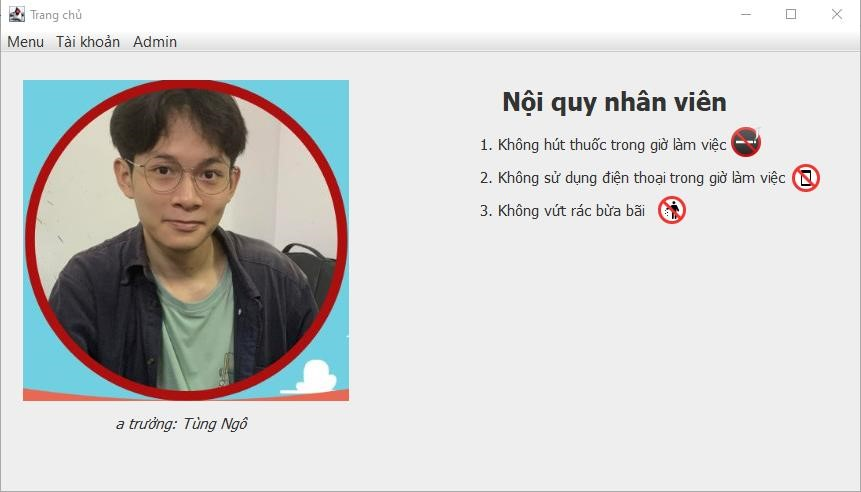 Trang chủ
Menu Tài khoản Admin
Nội quy nhân viên
1. Không hút thuốc trong giờ làm việc
2. Không sử dụng điện thoại trong giờ làm việc
3. Không vứt rác bừa bãi
a trưởng: Tùng Ngô